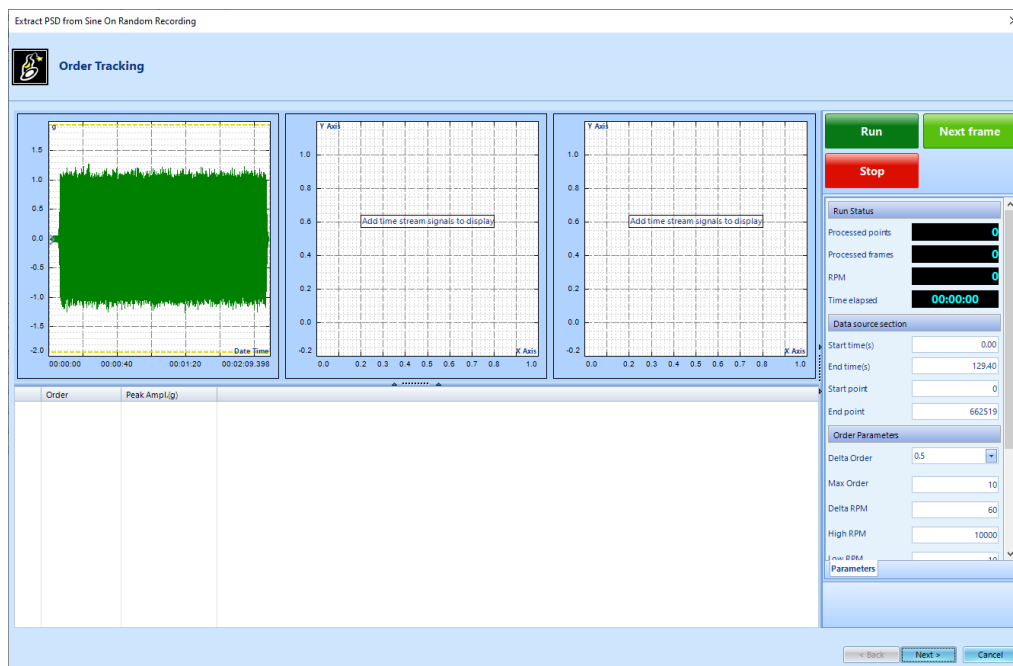 Extract PSD from Sine On Random Recording
Order Tracking
g
1.5
1.0
0.5
0.0
-0.5
-1.0
-1.5
-2.0
Date Time
00:00:00 00:00:40 00:01:20 00:02:09.398
Y Axis
1.0
0.8
0.6
0.4
0.2
0.0
-0.2
Add time stream signals to display
X Axis
0.0 0.2 0.3 0.4 0.5 0.6 0.7 0.8 1.0
Y Axis
1.0
0.8
0.6
0.4
0.2
0.0
-0.2
Add time stream signals to display
X Axis
0.0 0.2 0.3 0.4 0.5 0.6 0.7 0.8 1.0
Run Next frame
Stop
Run Status
Processed points 0
Processed frames 0
RPM 0
Time elapsed 00:00:00
Data source section
Start time(s) 0.00
End time(s) 129.40
Start point 0
End point 662519
Order Parameters
Delta Order 0.5
Max Order 10
Delta RPM 60
High RPM 10000
Low RPM 10
Parameters
Order Peak Ampl.(g)
< Back Next > Cancel